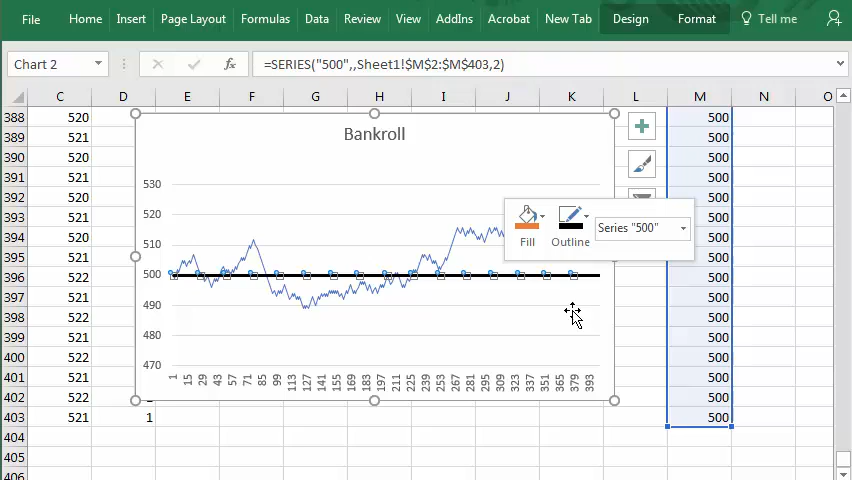 File Home Insert Page Layout Formulas Data Review View AddIns Acrobat New Tab Design Format Tell me
Chart 2 fx =SERIES("500",,Sheet1!$M$2:$M$403,2)
C D E F G H I J K L M N O
388 520 500
389 521 500
390 520 500
391 521 500
392 520 500
393 521 500
394 520 500
395 521 500
396 522 500
397 521 500
398 522 500
399 521 500
400 522 500
401 521 500
402 522 500
403 521 1 500
404
405
406
Bankroll
530
520
510
500
490
480
470
1 15 29 43 57 71 85 99 113 127 141 155 169 183 197 211 225 239 253 267 281 295 309 323 337 351 365 379 393
Fill Outline Series "500"